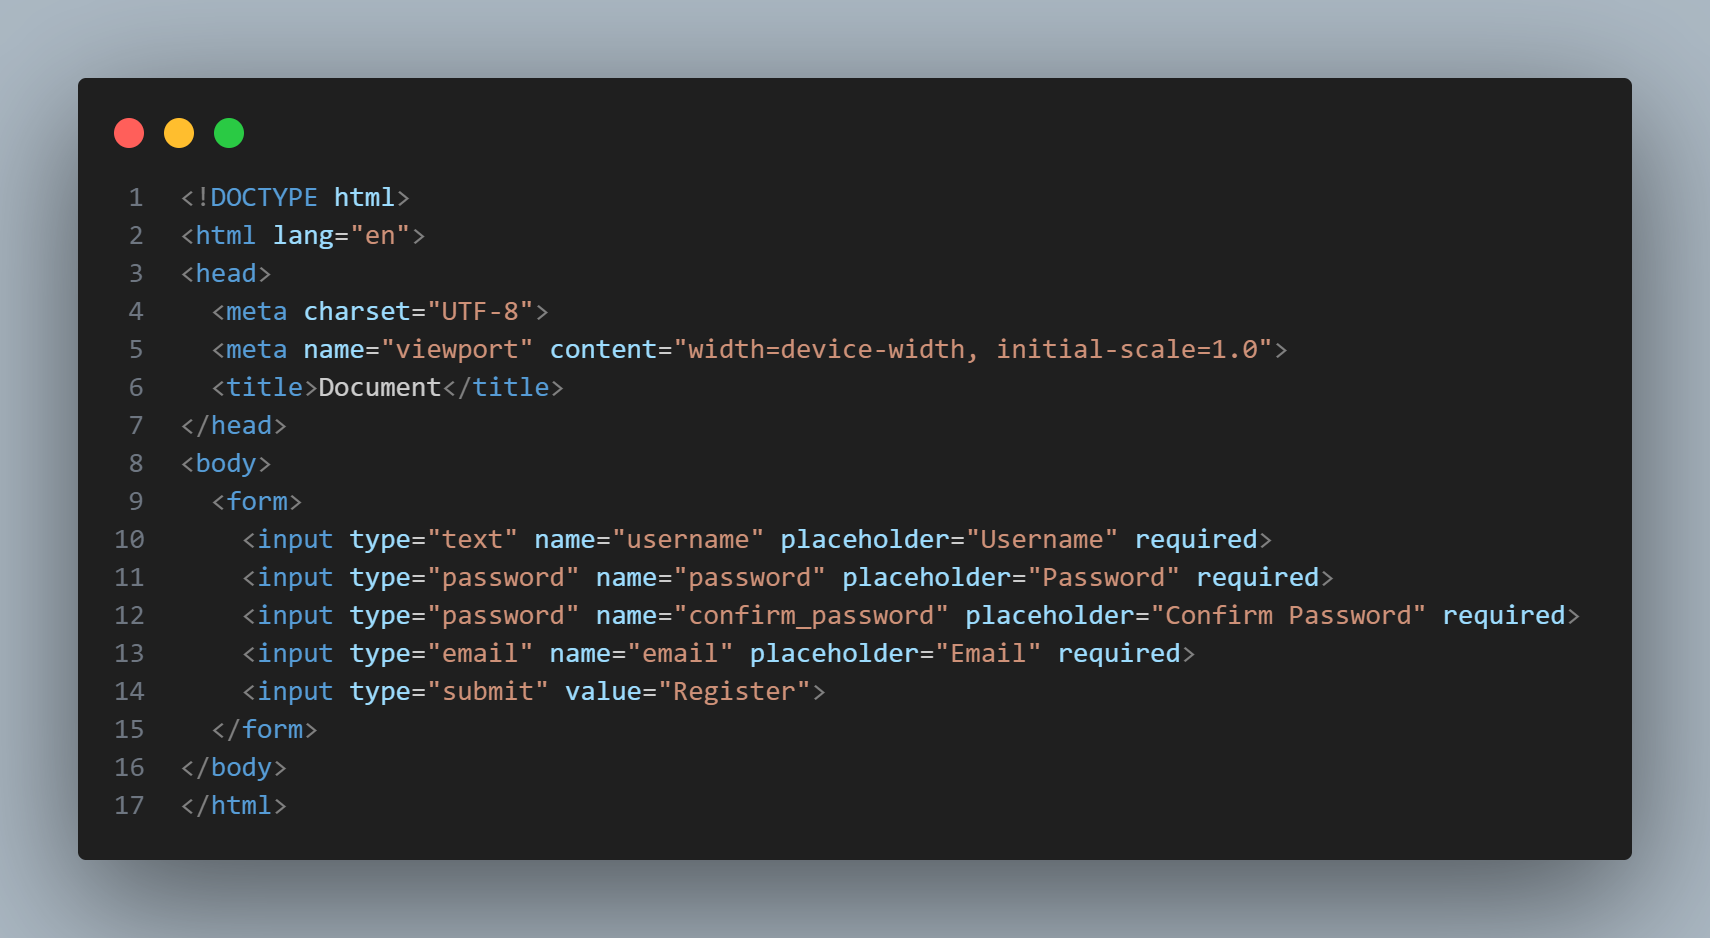 1 <!DOCTYPE html>
2 <html lang="en">
3 <head>
4   <meta charset="UTF-8">
5   <meta name="viewport" content="width=device-width, initial-scale=1.0">
6   <title>Document</title>
7 </head>
8 <body>
9   <form>
10     <input type="text" name="username" placeholder="Username" required>
11     <input type="password" name="password" placeholder="Password" required>
12     <input type="password" name="confirm_password" placeholder="Confirm Password" required>
13     <input type="email" name="email" placeholder="Email" required>
14     <input type="submit" value="Register">
15   </form>
16 </body>
17 </html>